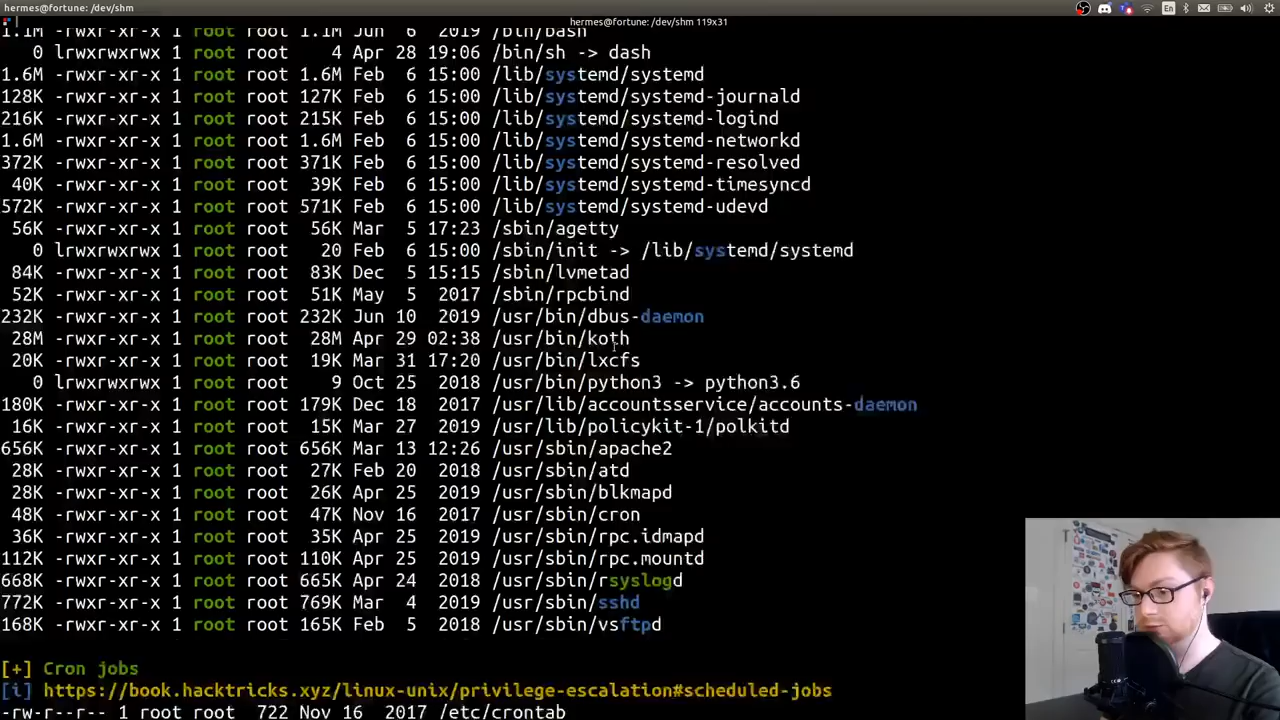 hermes@fortune: /dev/shm
En
hermes@fortune: /dev/shm 119x31
1.1M -rwxr-xr-x 1 root root 1.1M Jun  6  2019 /bin/bash
0 lrwxrwxrwx 1 root root    4 Apr 28 19:06 /bin/sh -> dash
1.6M -rwxr-xr-x 1 root root 1.6M Feb  6 15:00 /lib/systemd/systemd
128K -rwxr-xr-x 1 root root 127K Feb  6 15:00 /lib/systemd/systemd-journald
216K -rwxr-xr-x 1 root root 215K Feb  6 15:00 /lib/systemd/systemd-logind
1.6M -rwxr-xr-x 1 root root 1.6M Feb  6 15:00 /lib/systemd/systemd-networkd
372K -rwxr-xr-x 1 root root 371K Feb  6 15:00 /lib/systemd/systemd-resolved
40K -rwxr-xr-x 1 root root  39K Feb  6 15:00 /lib/systemd/systemd-timesyncd
572K -rwxr-xr-x 1 root root 571K Feb  6 15:00 /lib/systemd/systemd-udevd
56K -rwxr-xr-x 1 root root  56K Mar  5 17:23 /sbin/agetty
0 lrwxrwxrwx 1 root root   20 Feb  6 15:00 /sbin/init -> /lib/systemd/systemd
84K -rwxr-xr-x 1 root root  83K Dec  5 15:15 /sbin/lvmetad
52K -rwxr-xr-x 1 root root  51K May  5  2017 /sbin/rpcbind
232K -rwxr-xr-x 1 root root 232K Jun 10  2019 /usr/bin/dbus-daemon
28M -rwxr-xr-x 1 root root  28M Apr 29 02:38 /usr/bin/koth
20K -rwxr-xr-x 1 root root  19K Mar 31 17:20 /usr/bin/lxcfs
0 lrwxrwxrwx 1 root root    9 Oct 25  2018 /usr/bin/python3 -> python3.6
180K -rwxr-xr-x 1 root root 179K Dec 18  2017 /usr/lib/accountsservice/accounts-daemon
16K -rwxr-xr-x 1 root root  15K Mar 27  2019 /usr/lib/policykit-1/polkitd
656K -rwxr-xr-x 1 root root 656K Mar 13 12:26 /usr/sbin/apache2
28K -rwxr-xr-x 1 root root  27K Feb 20  2018 /usr/sbin/atd
28K -rwxr-xr-x 1 root root  26K Apr 25  2019 /usr/sbin/blkmapd
48K -rwxr-xr-x 1 root root  47K Nov 16  2017 /usr/sbin/cron
36K -rwxr-xr-x 1 root root  35K Apr 25  2019 /usr/sbin/rpc.idmapd
112K -rwxr-xr-x 1 root root 110K Apr 25  2019 /usr/sbin/rpc.mountd
668K -rwxr-xr-x 1 root root 665K Apr 24  2018 /usr/sbin/rsyslogd
772K -rwxr-xr-x 1 root root 769K Mar  4  2019 /usr/sbin/sshd
168K -rwxr-xr-x 1 root root 165K Feb  5  2018 /usr/sbin/vsftpd
[+] Cron jobs
[i] https://book.hacktricks.xyz/linux-unix/privilege-escalation#scheduled-jobs
-rw-r--r-- 1 root root  722 Nov 16  2017 /etc/crontab